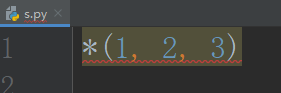 s.py ×
1 *(1, 2, 3)
2